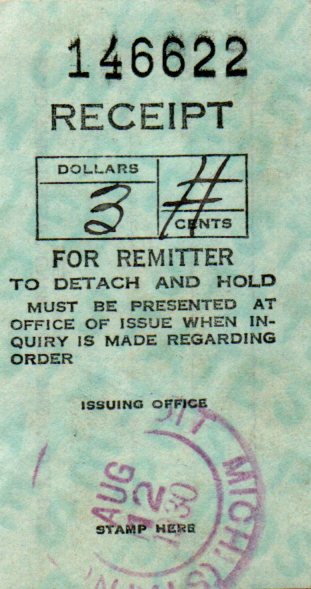 146622
RECEIPT
DOLLARS
3 #
CENTS
FOR REMITTER
TO DETACH AND HOLD
MUST BE PRESENTED AT
OFFICE OF ISSUE WHEN IN-
QUIRY IS MADE REGARDING
ORDER
ISSUING OFFICE
MICH.
AUG
12
STAMP HERE